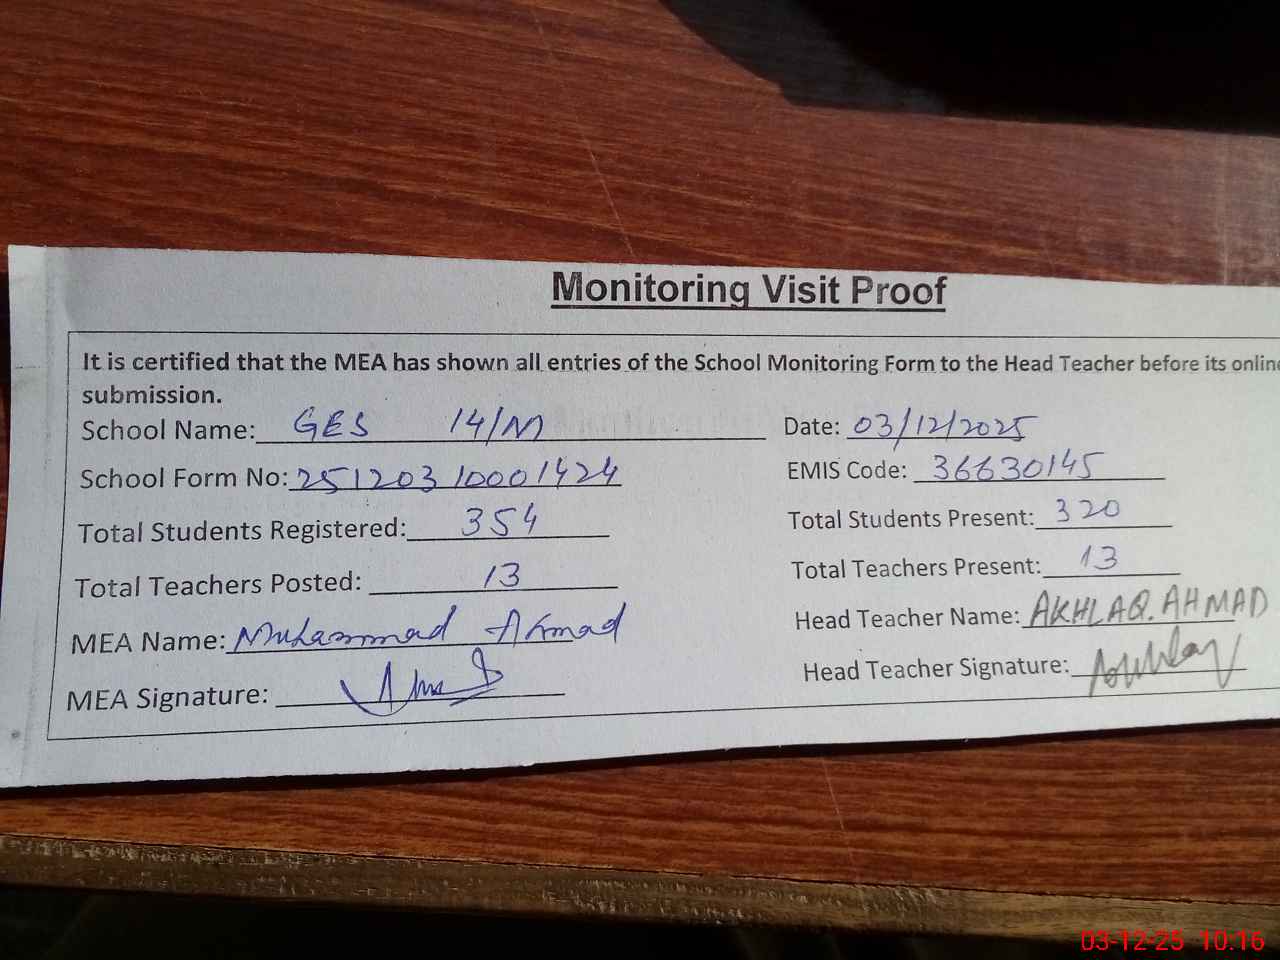 Monitoring Visit Proof
It is certified that the MEA has shown all entries of the School Monitoring Form to the Head Teacher before its online
submission.
School Name: GES 14/M Date: 03/12/2025
School Form No: 25120310001424 EMIS Code: 36630145
Total Students Registered: 354 Total Students Present: 320
Total Teachers Posted: 13 Total Teachers Present: 13
MEA Name: Muhammad Ahmad Head Teacher Name: AKHLAQ.AHMAD
MEA Signature: Head Teacher Signature:
03-12-25 10:16